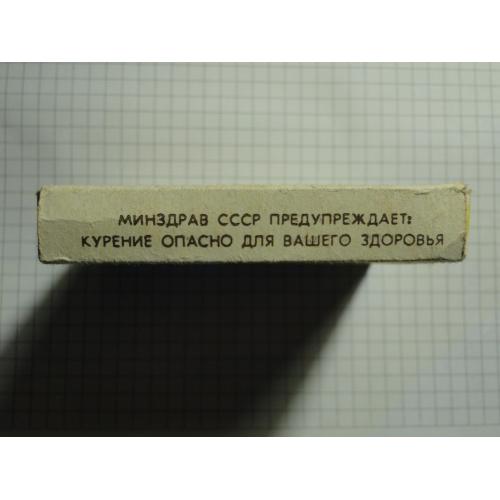 МИНЗДРАВ СССР ПРЕДУПРЕЖДАЕТ:
КУРЕНИЕ ОПАСНО ДЛЯ ВАШЕГО ЗДОРОВЬЯ